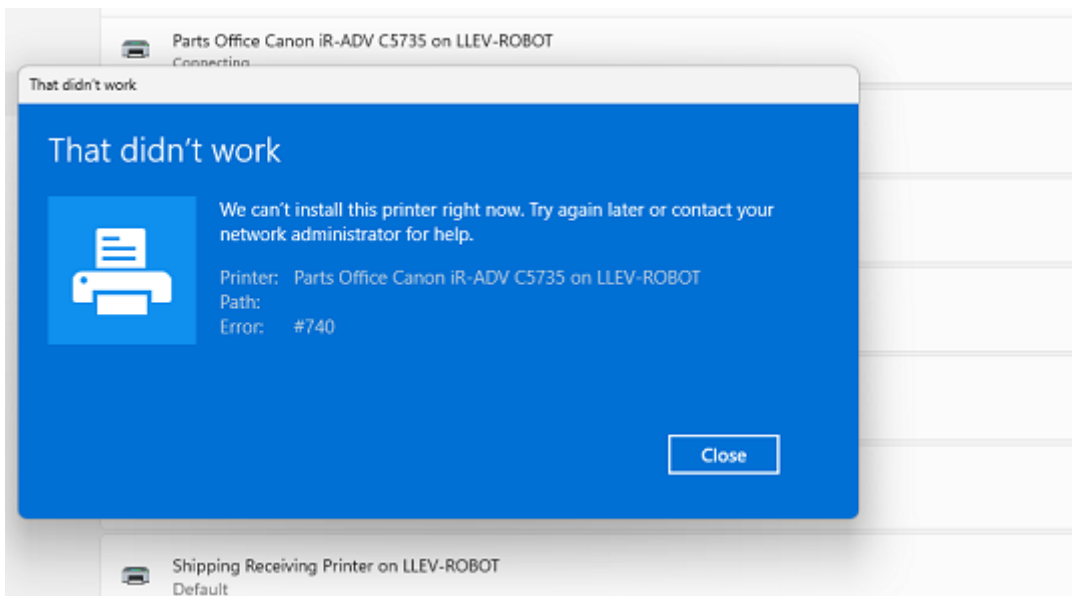 Parts Office Canon iR-ADV C5735 on LLEV-ROBOT
Connecting
That didn't work
That didn't work
We can't install this printer right now. Try again later or contact your
network administrator for help.
Printer: Parts Office Canon iR-ADV C5735 on LLEV-ROBOT
Path:
Error: #740
Close
Shipping Receiving Printer on LLEV-ROBOT
Default